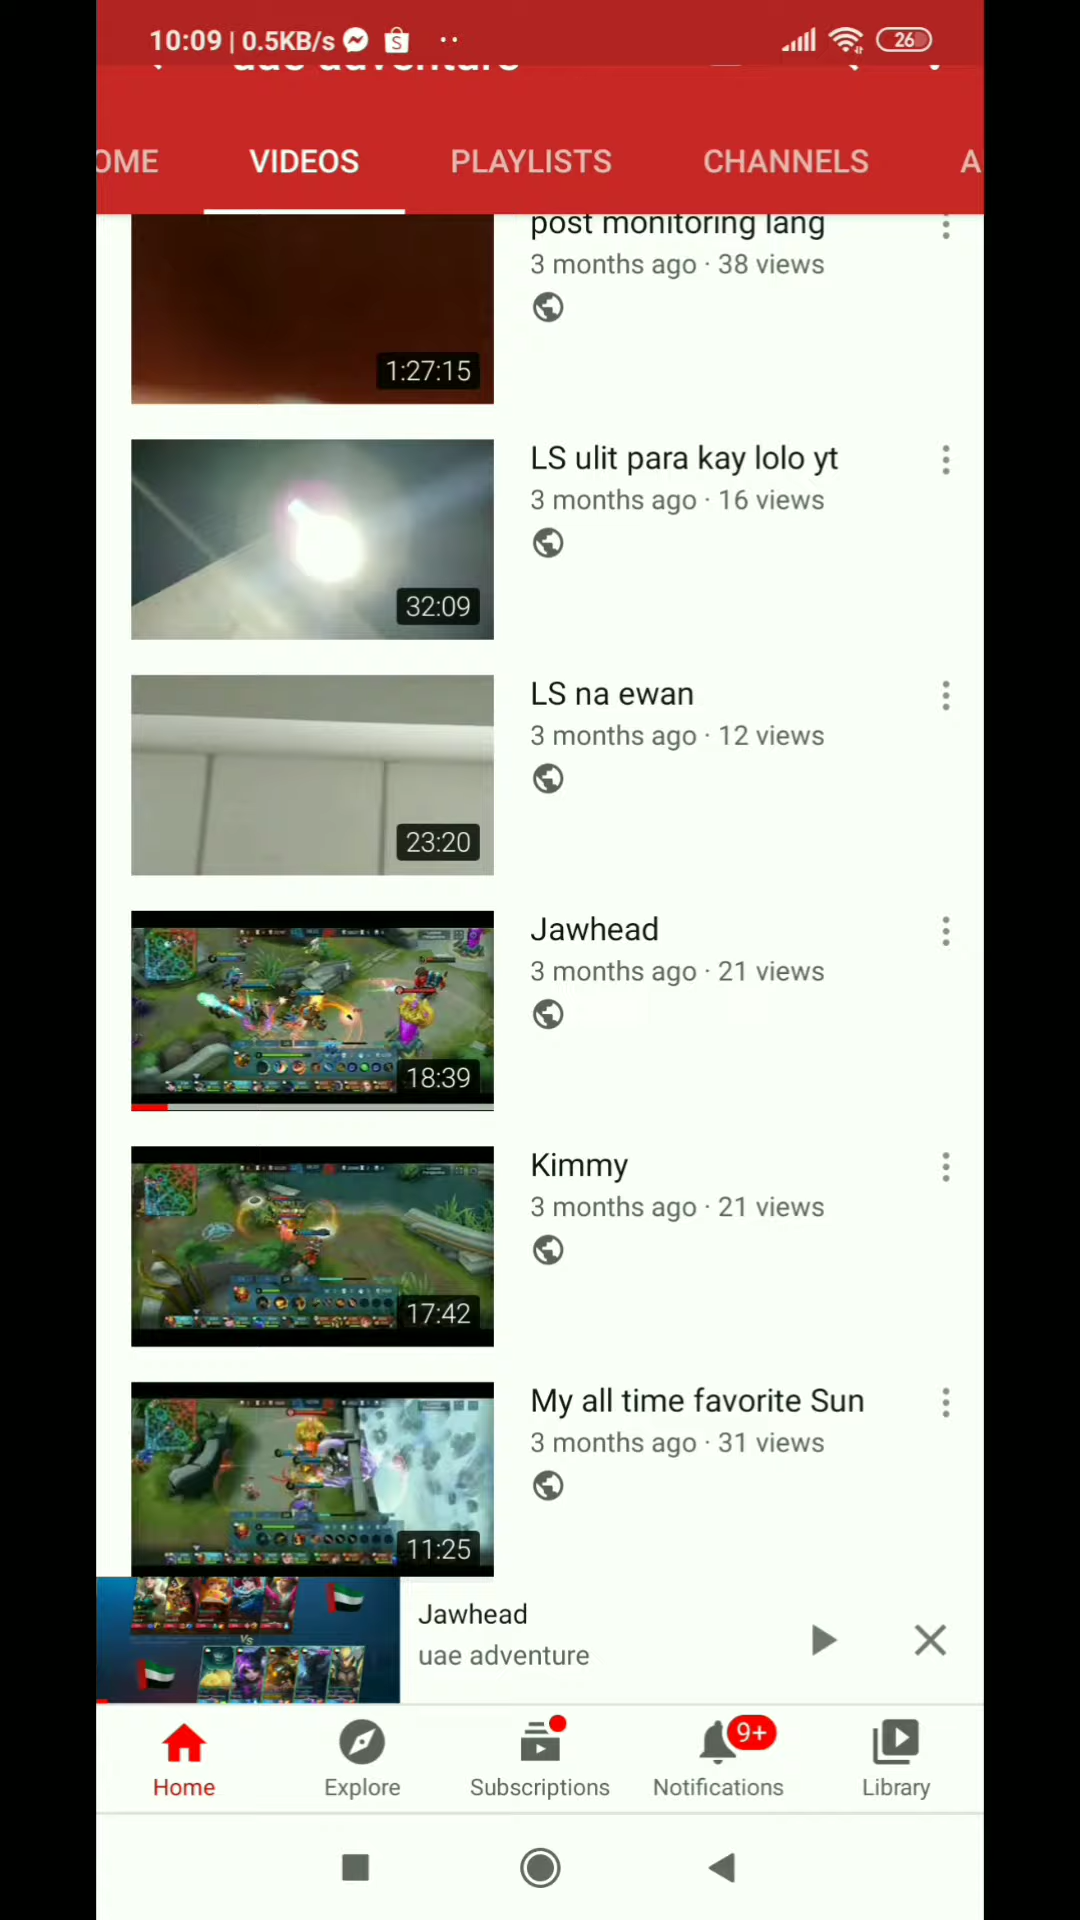 10:09 | 0.5KB/s
26
uae adventure
OME
VIDEOS
PLAYLISTS
CHANNELS
A
post monitoring lang
3 months ago · 38 views
1:27:15
LS ulit para kay lolo yt
3 months ago · 16 views
32:09
LS na ewan
3 months ago · 12 views
23:20
Jawhead
3 months ago · 21 views
18:39
Kimmy
3 months ago · 21 views
17:42
My all time favorite Sun
3 months ago · 31 views
11:25
Vs
Jawhead
uae adventure
9+
Home
Explore
Subscriptions
Notifications
Library